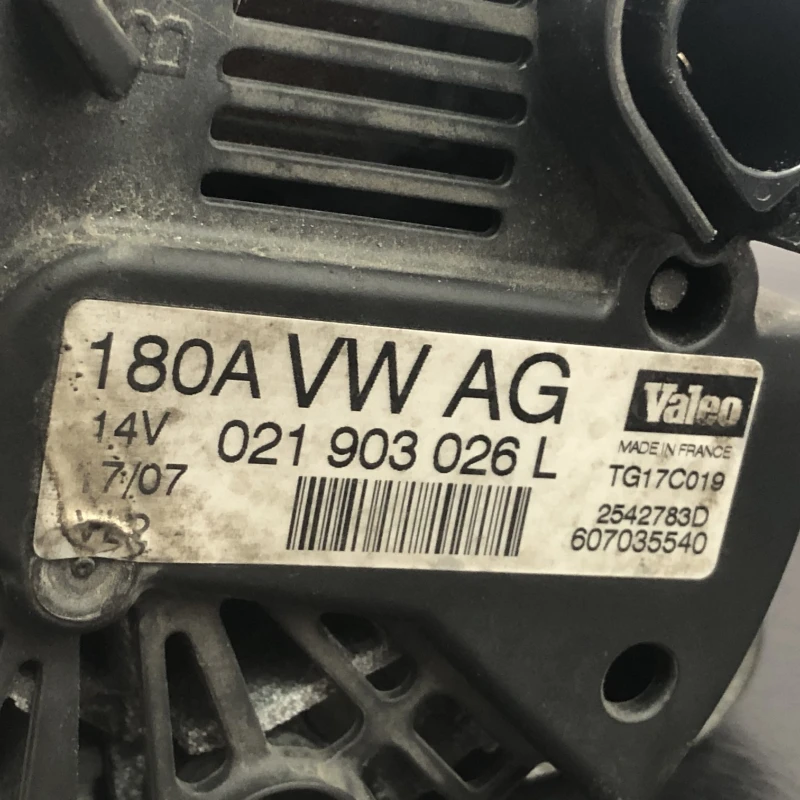 B
180A VW AG
Valeo
14V 021 903 026 L
MADE IN FRANCE
7/07
TG17C019
2542783D
607035540